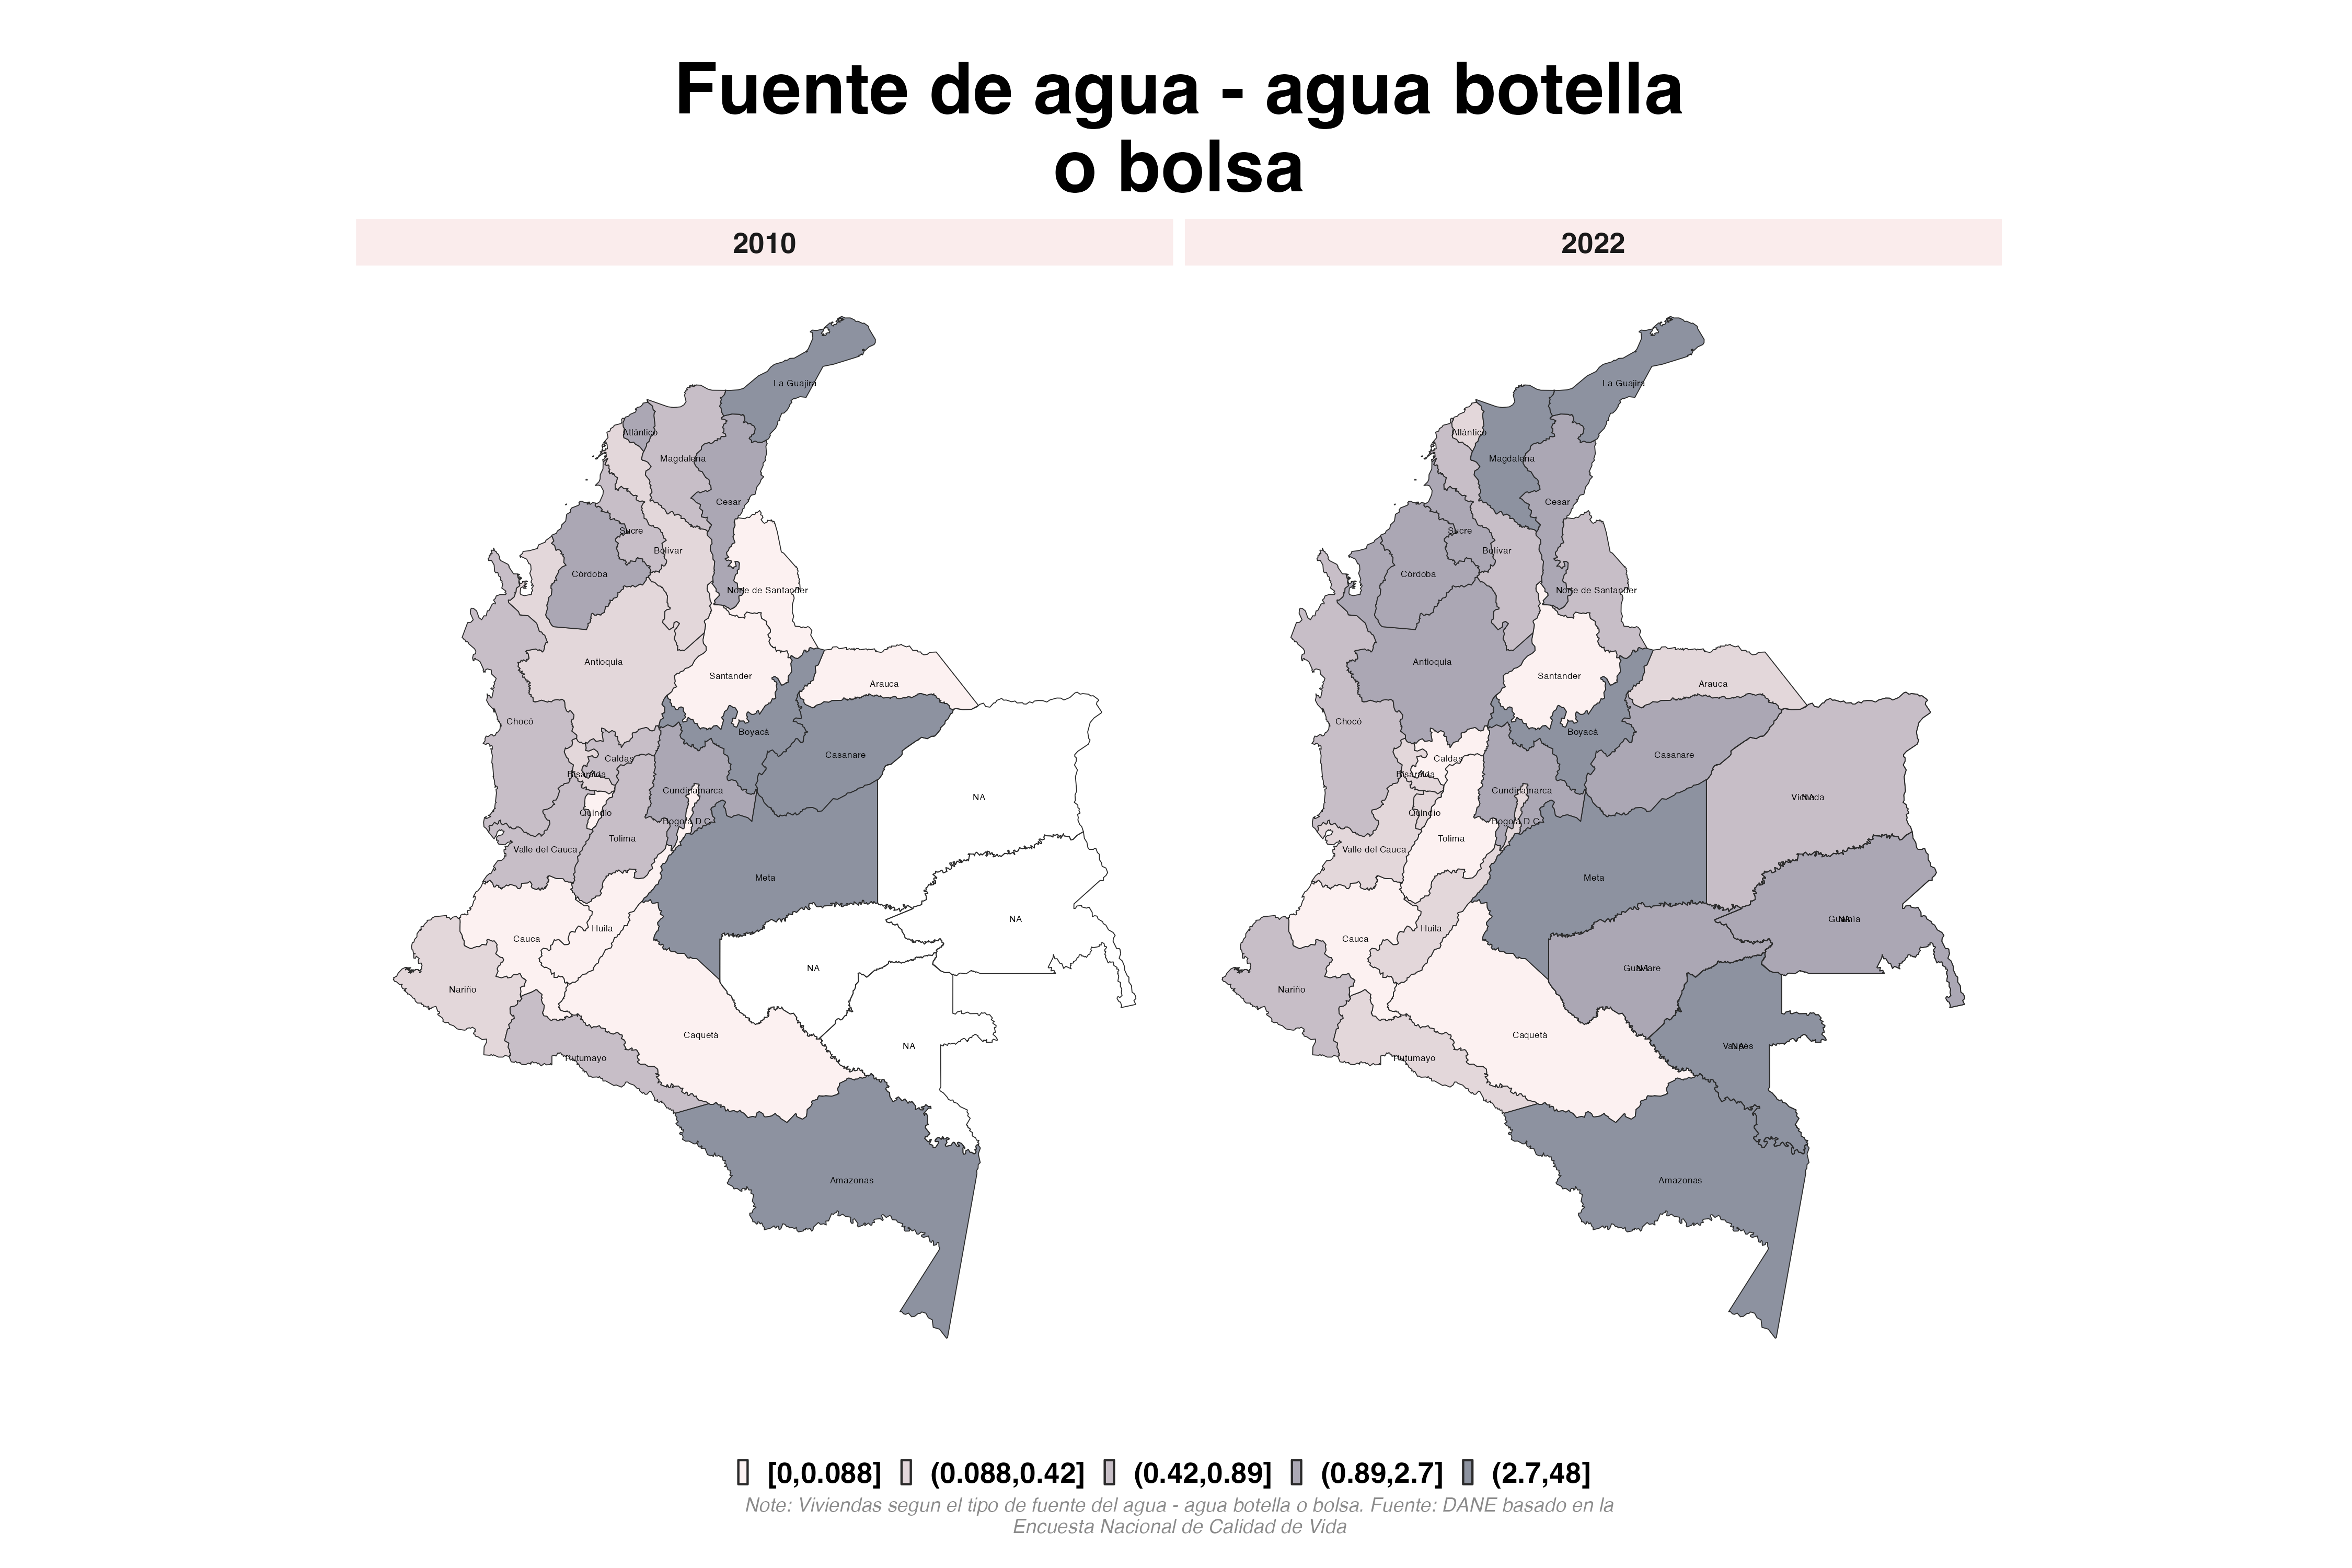 Fuente de agua - agua botella
o bolsa
2010
2022
La Guajira
Atlántico
Magdalena
Cesar
Sucre
Bolívar
Córdoba
Norte de Santander
Antioquia
Santander
Arauca
Chocó
Boyacá
Caldas
Casanare
Risaralda
Cundinamarca
NA
Quindío
Bogotá D.C.
Tolima
Valle del Cauca
Meta
NA
Huila
Cauca
NA
Nariño
Caquetá
NA
Putumayo
Amazonas
La Guajira
Atlántico
Magdalena
Cesar
Sucre
Bolívar
Córdoba
Norte de Santander
Antioquia
Santander
Arauca
Chocó
Boyacá
Caldas
Casanare
Risaralda
Cundinamarca
Vichada
NA
Quindío
Bogotá D.C.
Tolima
Valle del Cauca
Meta
Guainía
NA
Huila
Cauca
Guaviare
NA
Nariño
Caquetá
Vaupés
NA
Putumayo
Amazonas
[0,0.088] (0.088,0.42] (0.42,0.89] (0.89,2.7] (2.7,48]
Note: Viviendas segun el tipo de fuente del agua - agua botella o bolsa. Fuente: DANE basado en la
Encuesta Nacional de Calidad de Vida